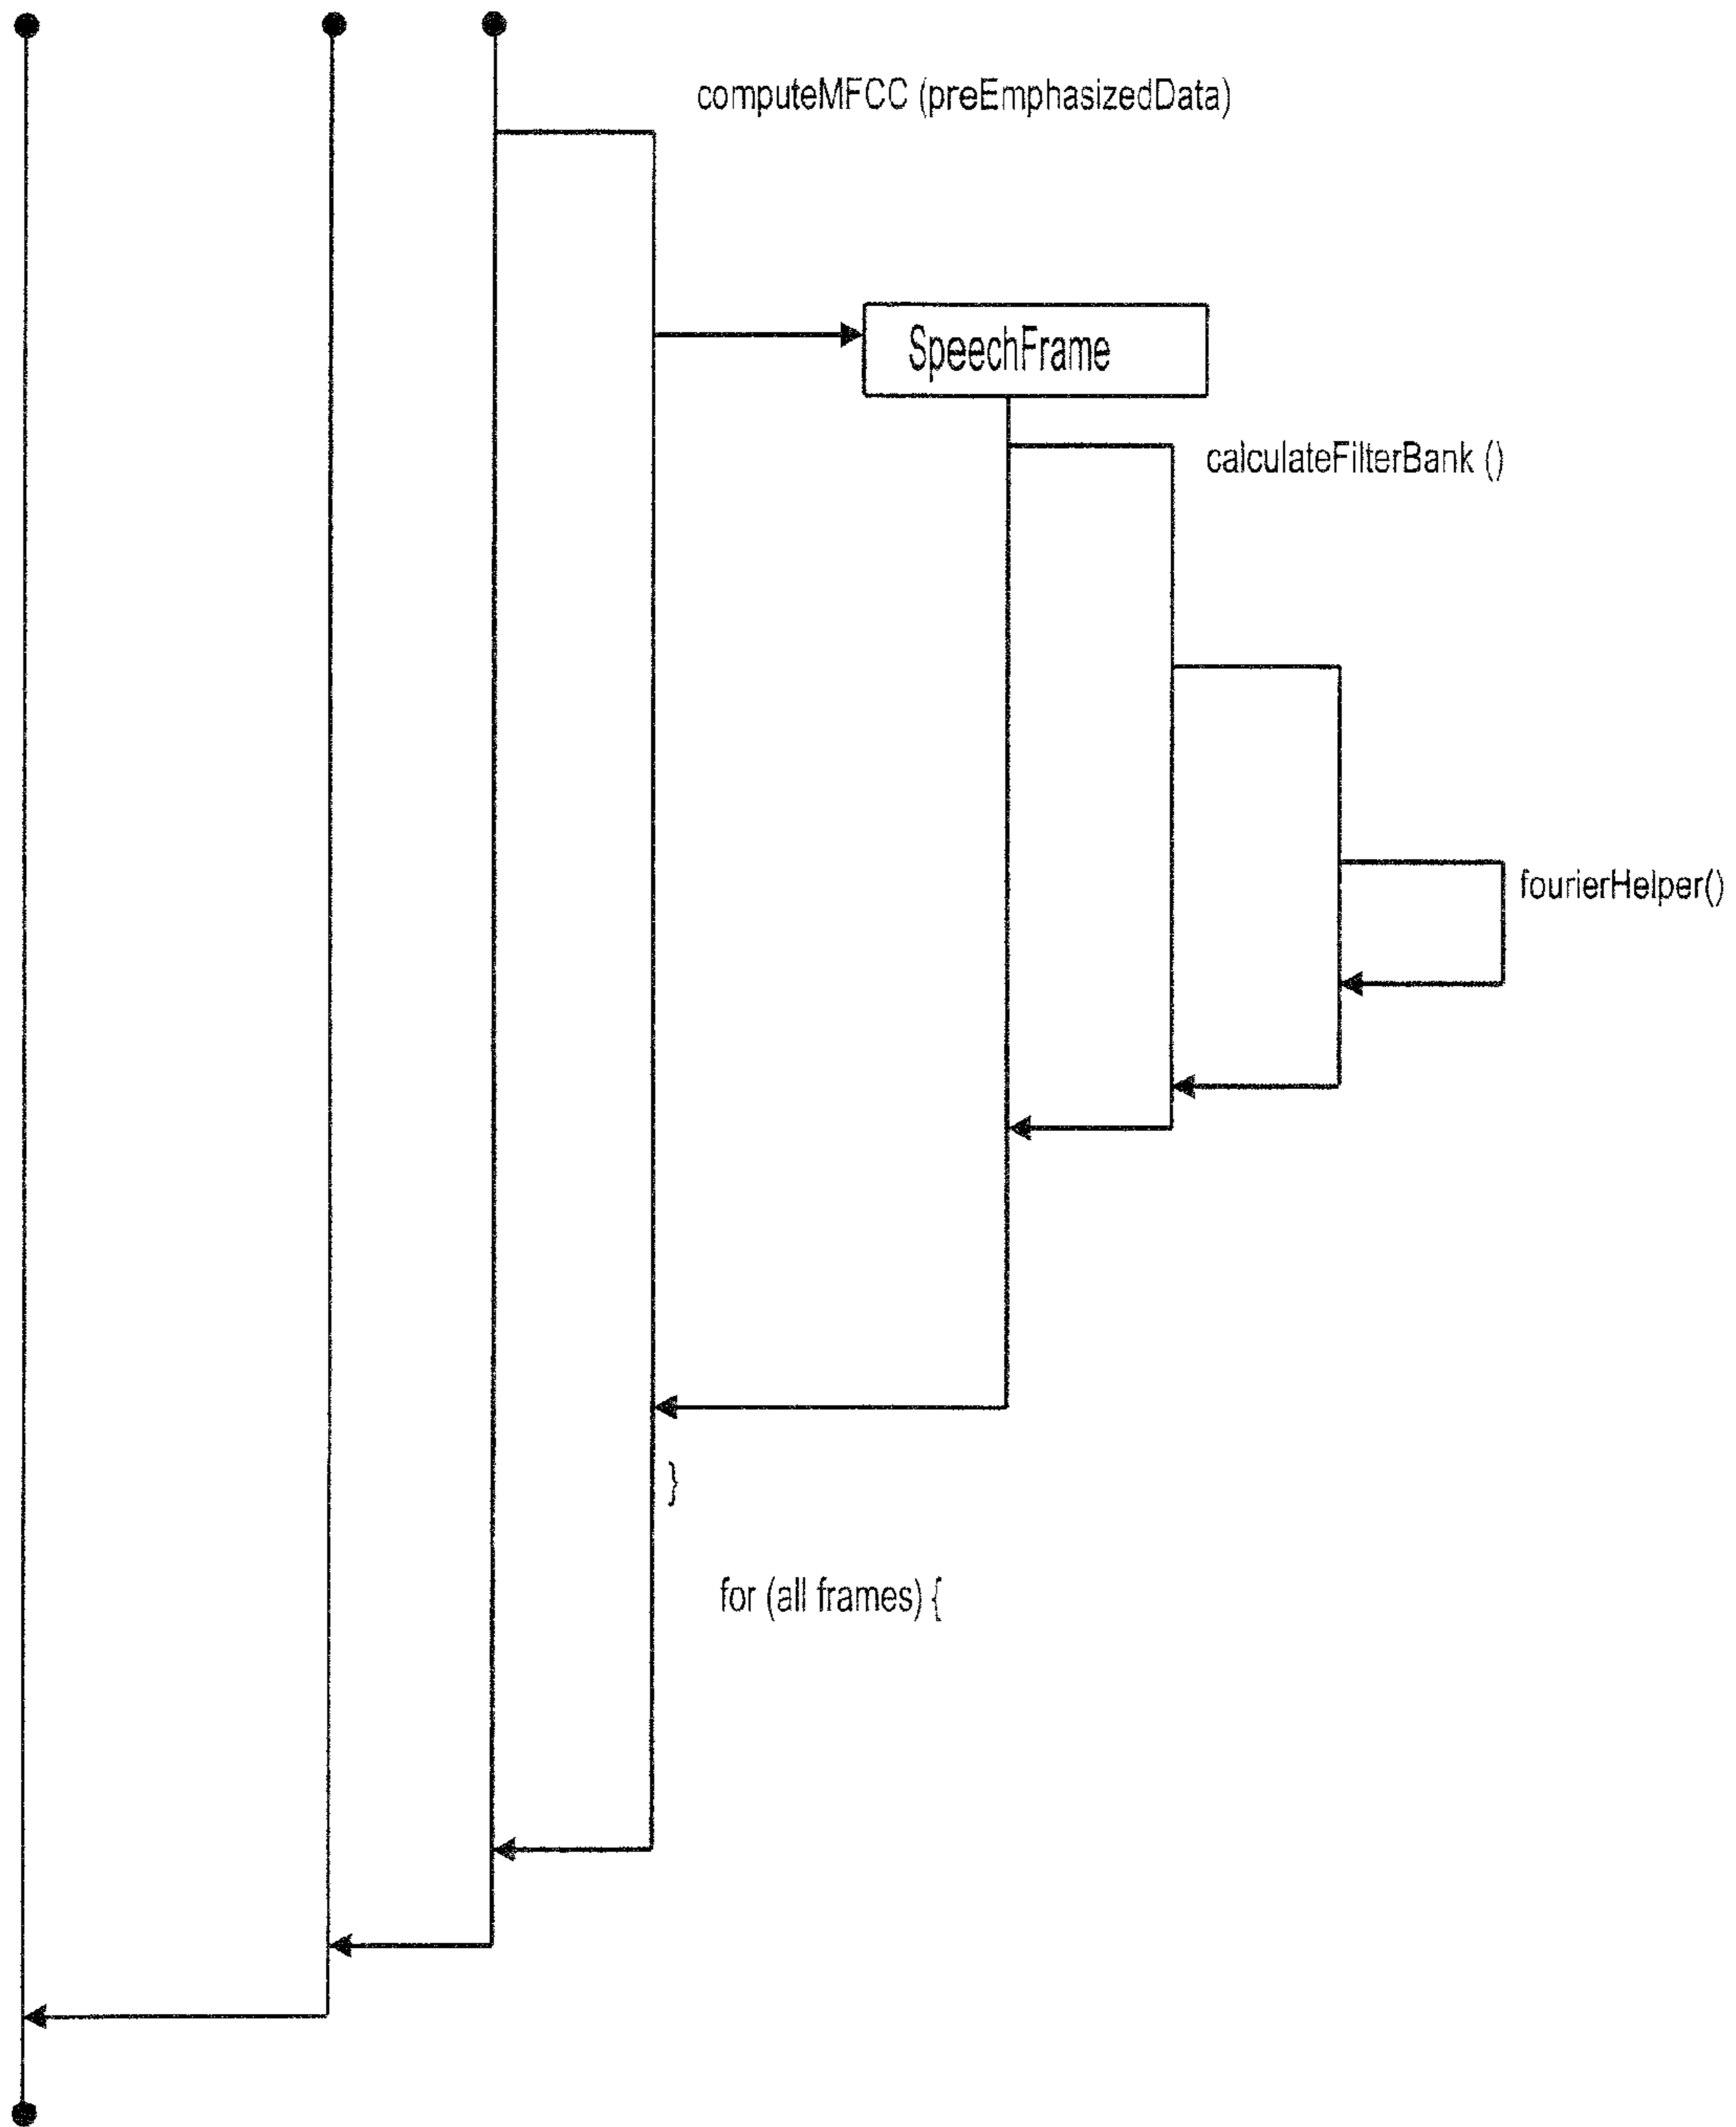 computeMFCC (preEmphasizedData)
SpeechFrame
calculateFilterBank ()
fourierHelper()
}
for (all frames) {